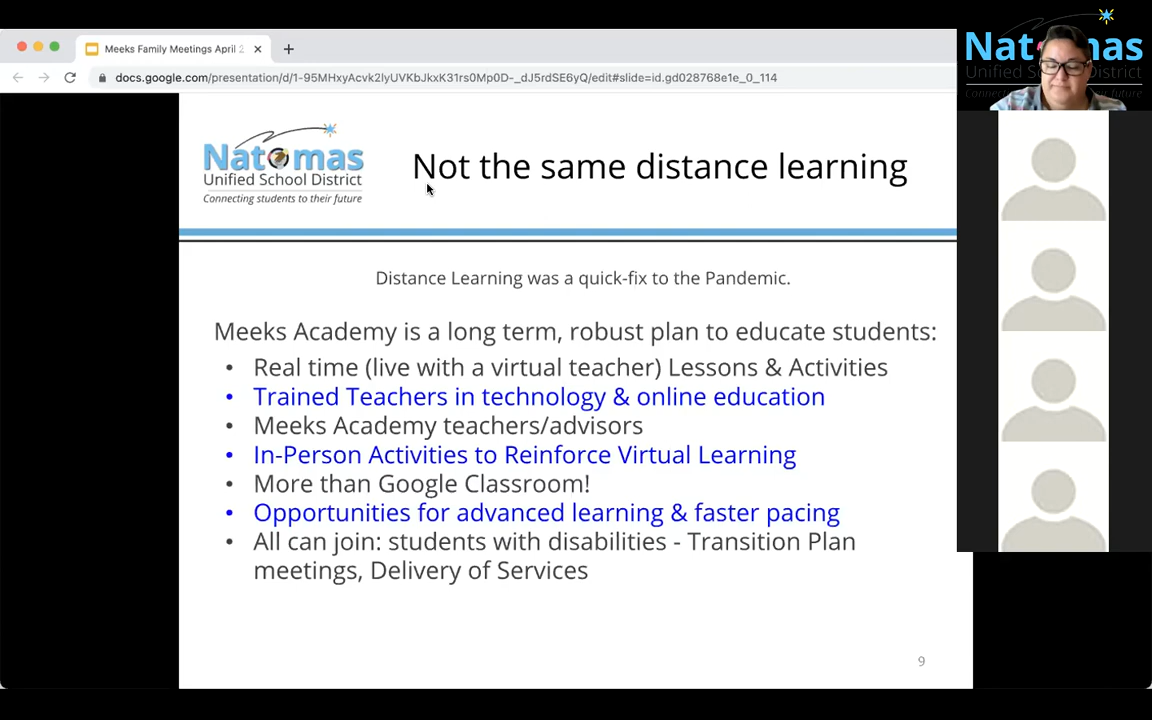 Meeks Family Meetings April 2
docs.google.com/presentation/d/1-95MHxyAcvk2lyUVKbJkxK31rs0Mp0D-_dJ5rdSE6yQ/edit#slide=id.gd028768e1e_0_114
Natomas
Unified School District
Connecting students to their future
Not the same distance learning
Distance Learning was a quick-fix to the Pandemic.
Meeks Academy is a long term, robust plan to educate students:
• Real time (live with a virtual teacher) Lessons & Activities
• Trained Teachers in technology & online education
• Meeks Academy teachers/advisors
• In-Person Activities to Reinforce Virtual Learning
• More than Google Classroom!
• Opportunities for advanced learning & faster pacing
• All can join: students with disabilities - Transition Plan
meetings, Delivery of Services
9
Natomas
Unified School District